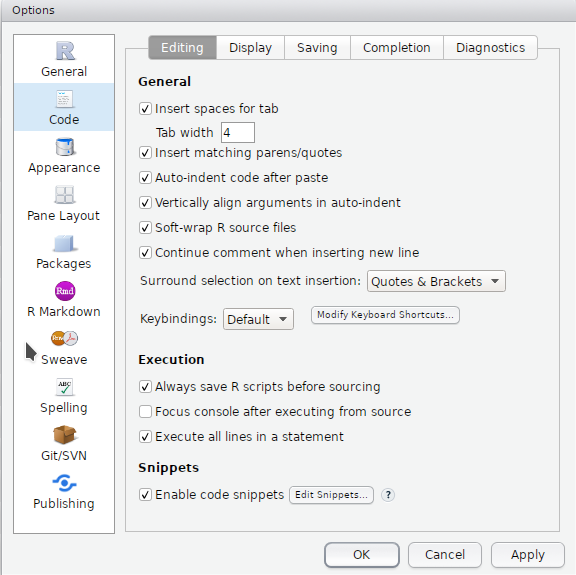 Options
General
Code
Appearance
Pane Layout
Packages
Rmd
R Markdown
Sweave
ABC
Spelling
Git/SVN
Publishing
Editing Display Saving Completion Diagnostics
General
Insert spaces for tab
Tab width 4
Insert matching parens/quotes
Auto-indent code after paste
Vertically align arguments in auto-indent
Soft-wrap R source files
Continue comment when inserting new line
Surround selection on text insertion: Quotes & Brackets
Keybindings: Default Modify Keyboard Shortcuts...
Execution
Always save R scripts before sourcing
Focus console after executing from source
Execute all lines in a statement
Snippets
Enable code snippets Edit Snippets... ?
OK Cancel Apply